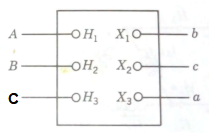 A H₁ X₁ b
B H₂ X₂ c
C H₃ X₃ a